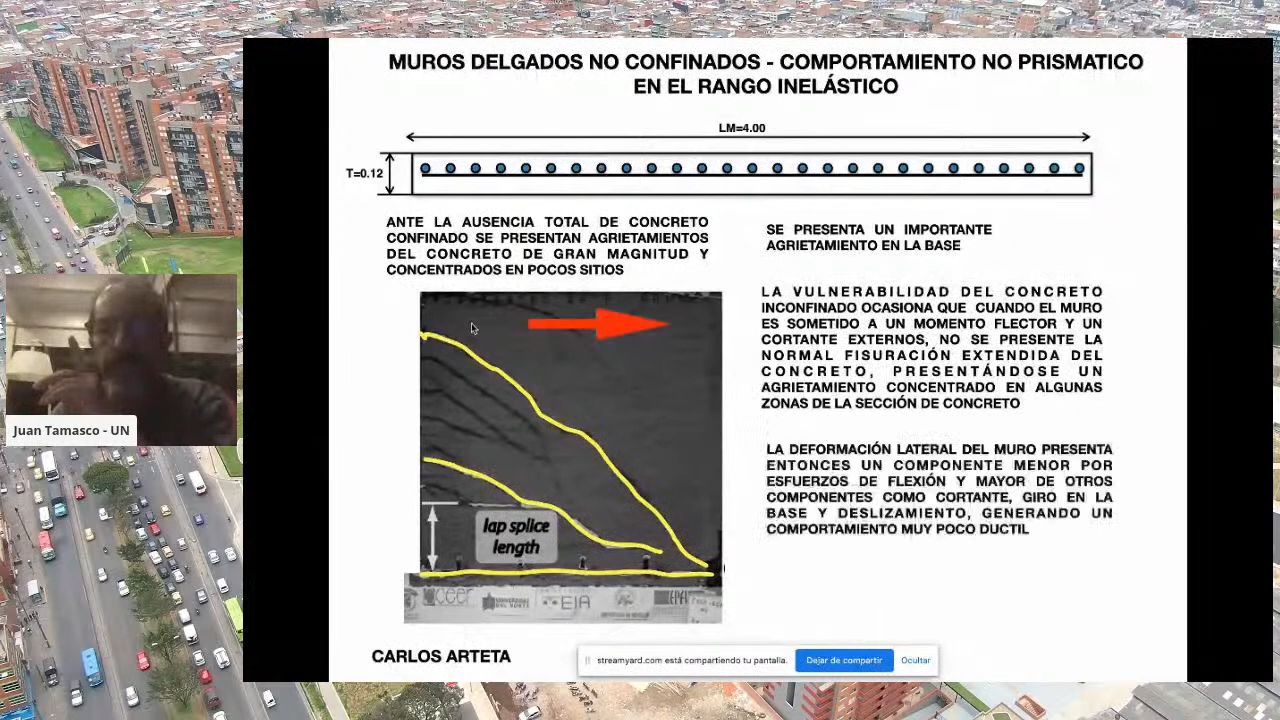 MUROS DELGADOS NO CONFINADOS - COMPORTAMIENTO NO PRISMATICO
EN EL RANGO INELÁSTICO
LM=4.00
T=0.12
ANTE LA AUSENCIA TOTAL DE CONCRETO
CONFINADO SE PRESENTAN AGRIETAMIENTOS
DEL CONCRETO DE GRAN MAGNITUD Y
CONCENTRADOS EN POCOS SITIOS
SE PRESENTA UN IMPORTANTE
AGRIETAMIENTO EN LA BASE
LA VULNERABILIDAD DEL CONCRETO
INCONFINADO OCASIONA QUE CUANDO EL MURO
ES SOMETIDO A UN MOMENTO FLECTOR Y UN
CORTANTE EXTERNOS, NO SE PRESENTE LA
NORMAL FISURACIÓN EXTENDIDA DEL
CONCRETO, PRESENTÁNDOSE UN
AGRIETAMIENTO CONCENTRADO EN ALGUNAS
ZONAS DE LA SECCIÓN DE CONCRETO
LA DEFORMACIÓN LATERAL DEL MURO PRESENTA
ENTONCES UN COMPONENTE MENOR POR
ESFUERZOS DE FLEXIÓN Y MAYOR DE OTROS
COMPONENTES COMO CORTANTE, GIRO EN LA
BASE Y DESLIZAMIENTO, GENERANDO UN
COMPORTAMIENTO MUY POCO DUCTIL
lap splice
length
ceer
EIA
CARLOS ARTETA
Juan Tamasco - UN
streamyard.com está compartiendo tu pantalla.
Dejar de compartir
Ocultar